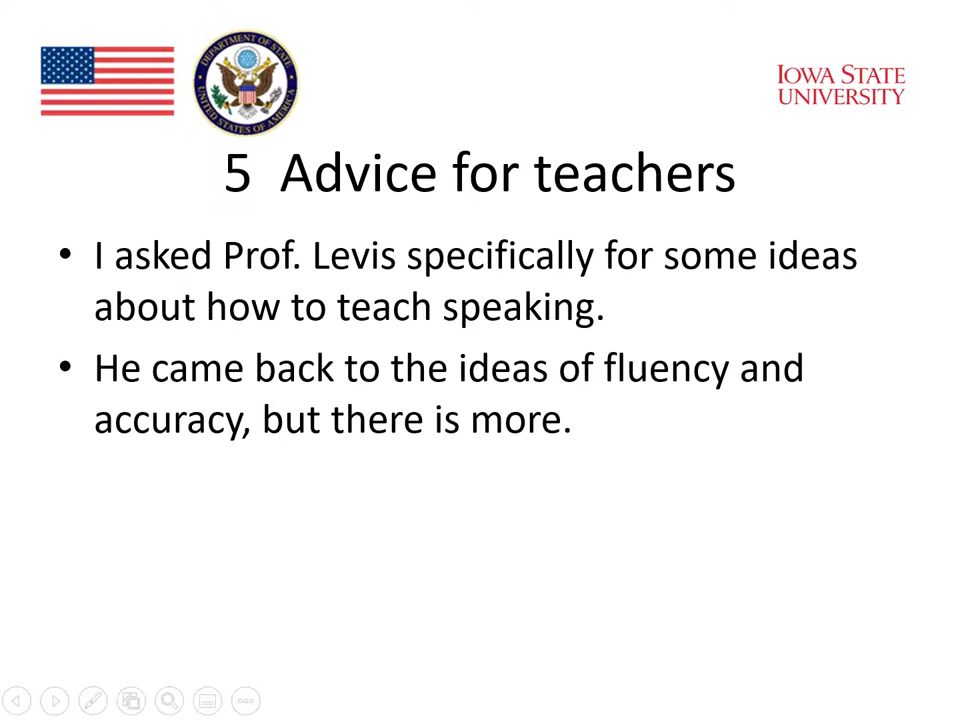 DEPARTMENT OF STATE
UNITED STATES OF AMERICA
IOWA STATE
UNIVERSITY
5 Advice for teachers
• I asked Prof. Levis specifically for some ideas
about how to teach speaking.
• He came back to the ideas of fluency and
accuracy, but there is more.